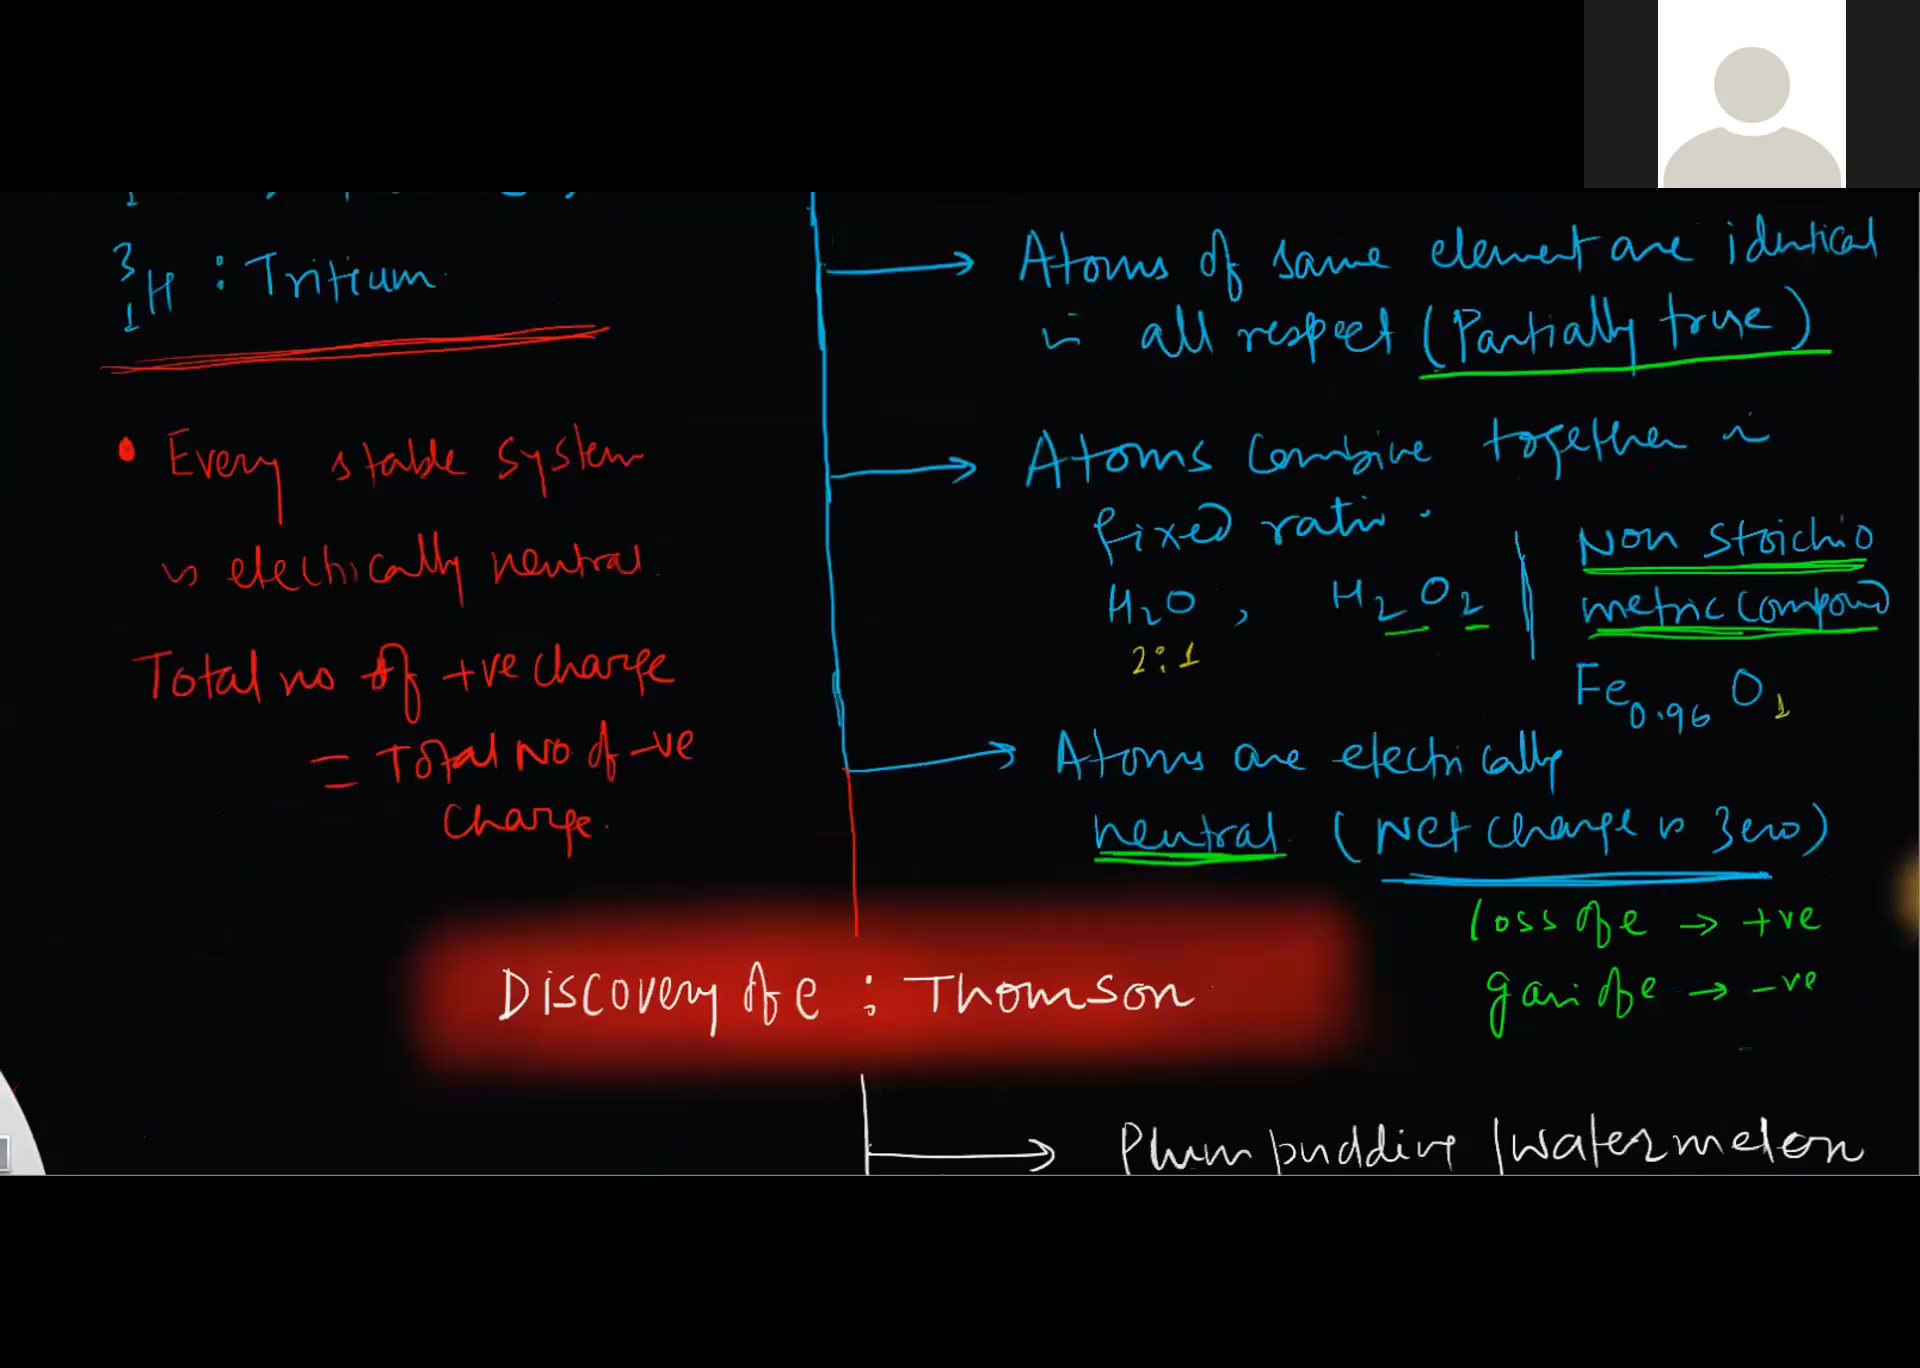 ³₁H : Tritium.
• Every stable system
is electrically neutral.
Total no of +ve charge
= Total No. of -ve
charge.
Atoms of same element are identical
in all respect (Partially true)
Atoms combine together in
fixed ratio.
H₂O , H₂O₂
2:1
Non stoichio
metric compound
Fe₀.₉₆ O₁
Atoms are electrically
neutral. (Net charge is zero)
loss of e → +ve
gain of e → -ve
Discovery of e : Thomson
Plum pudding / watermelon